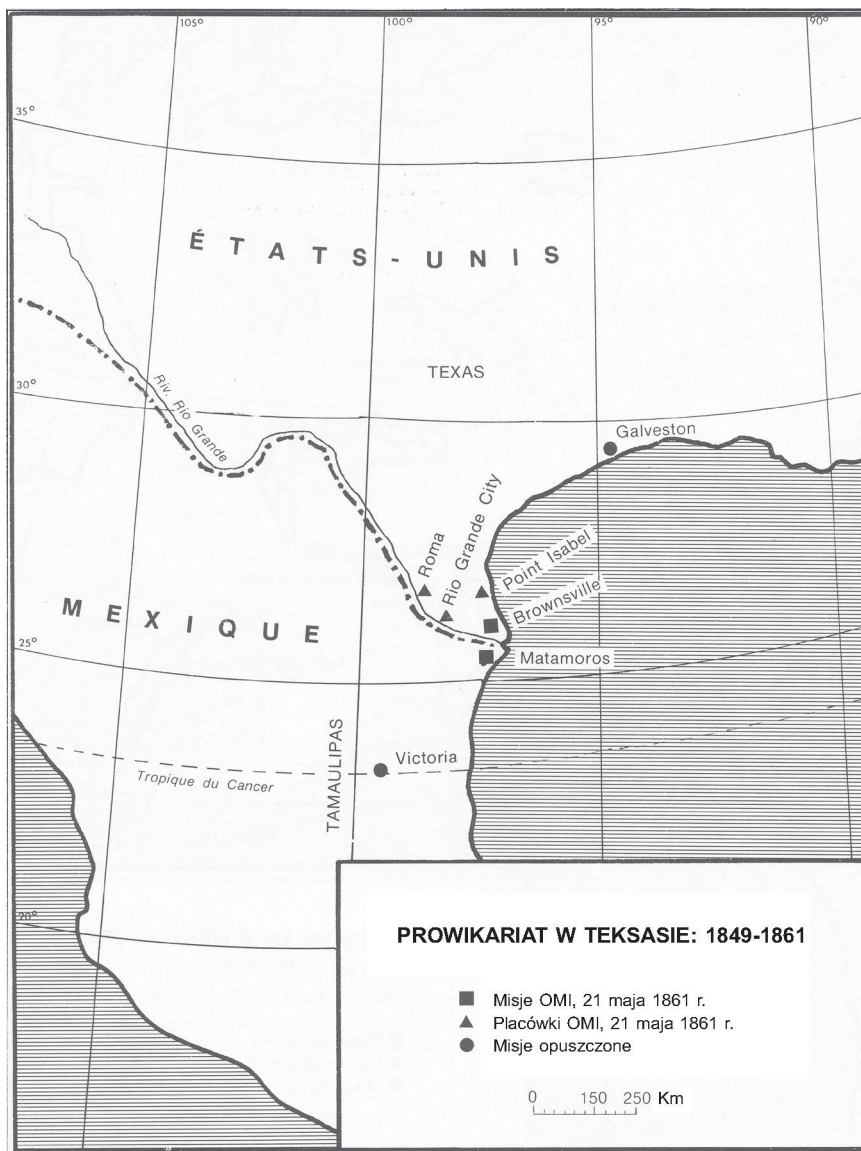 105°
100°
95°
90°
35°
ÉTATS-UNIS
TEXAS
30°
Riv. Rio Grande
Galveston
Roma
Rio Grande City
Point Isabel
Brownsville
MEXIQUE
25°
Matamoros
TAMAULIPAS
Victoria
Tropique du Cancer
20°
PROWIKARIAT W TEKSASIE: 1849-1861
Misje OMI, 21 maja 1861 r.
Placówki OMI, 21 maja 1861 r.
Misje opuszczone
0 150 250 Km